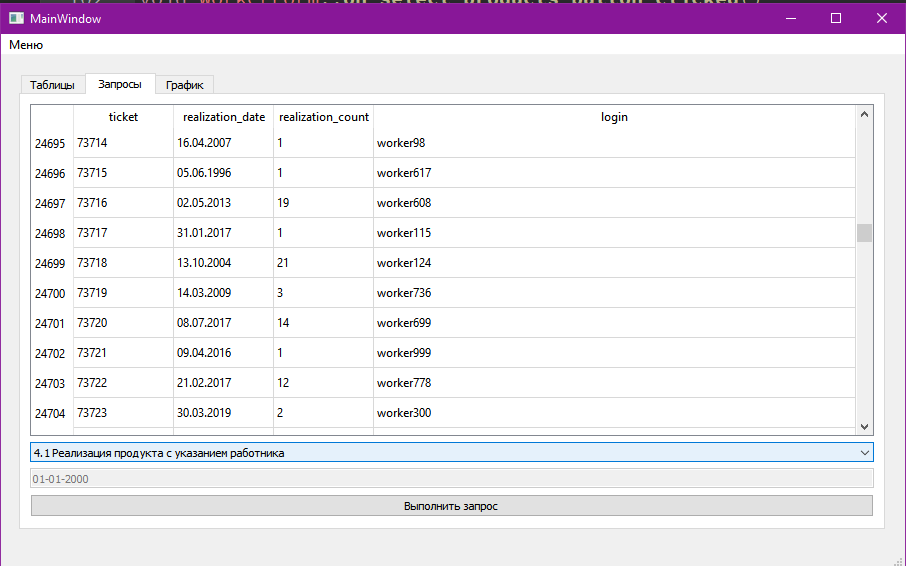 MainWindow
Меню
Таблицы Запросы График
ticket realization_date realization_count login
24695 73714 16.04.2007 1 worker98
24696 73715 05.06.1996 1 worker617
24697 73716 02.05.2013 19 worker608
24698 73717 31.01.2017 1 worker115
24699 73718 13.10.2004 21 worker124
24700 73719 14.03.2009 3 worker736
24701 73720 08.07.2017 14 worker699
24702 73721 09.04.2016 1 worker999
24703 73722 21.02.2017 12 worker778
24704 73723 30.03.2019 2 worker300
4.1 Реализация продукта с указанием работника
01-01-2000
Выполнить запрос